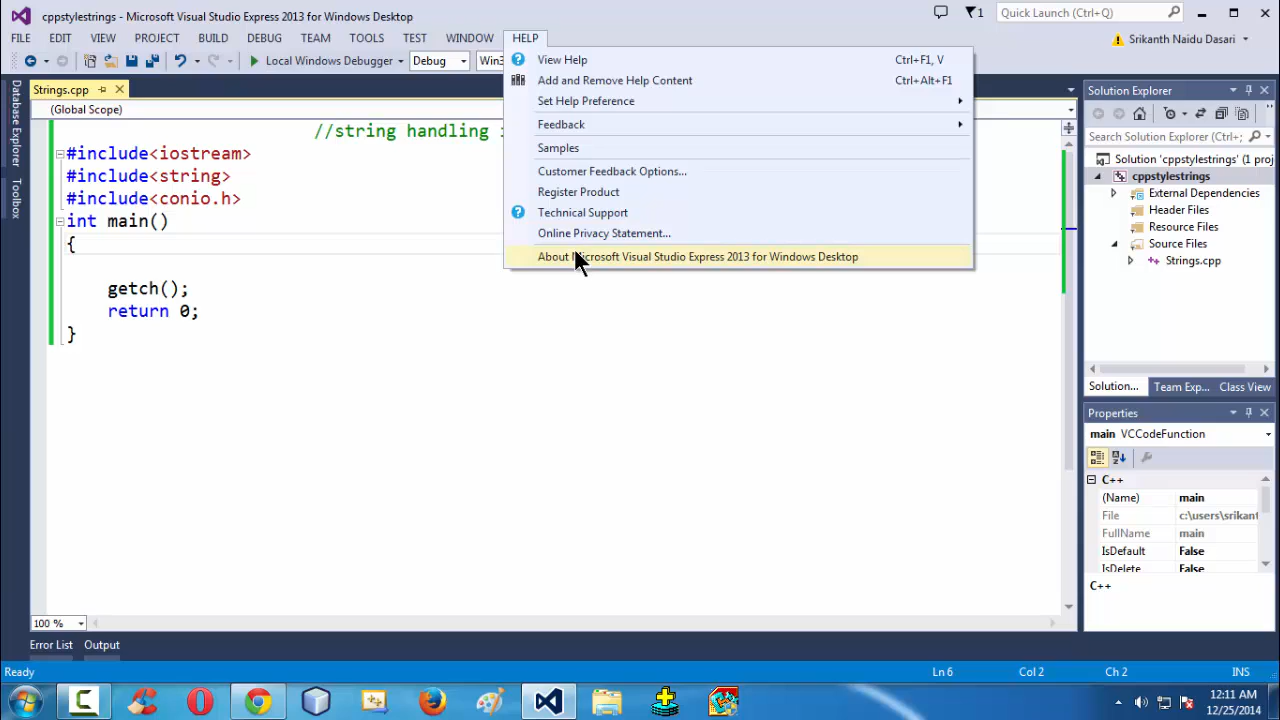 cppstylestrings - Microsoft Visual Studio Express 2013 for Windows Desktop
1
Quick Launch (Ctrl+Q)
FILE EDIT VIEW PROJECT BUILD DEBUG TEAM TOOLS TEST WINDOW HELP
Srikanth Naidu Dasari
Local Windows Debugger Debug Win3
View Help Ctrl+F1, V
Add and Remove Help Content Ctrl+Alt+F1
Set Help Preference
Feedback
Samples
Customer Feedback Options...
Register Product
Technical Support
Online Privacy Statement...
About Microsoft Visual Studio Express 2013 for Windows Desktop
Database Explorer
Toolbox
Strings.cpp
(Global Scope)
//string handling
#include<iostream>
#include<string>
#include<conio.h>
int main()
{
getch();
return 0;
}
100 %
Solution Explorer
Search Solution Explorer (Ctrl+;
Solution 'cppstylestrings' (1 proj
cppstylestrings
External Dependencies
Header Files
Resource Files
Source Files
Strings.cpp
Solution... Team Exp... Class View
Properties
main VCCodeFunction
C++
(Name) main
File c:\users\srikant
FullName main
IsDefault False
IsDelete False
C++
Error List Output
Ready Ln 6 Col 2 Ch 2 INS
12:11 AM
12/25/2014